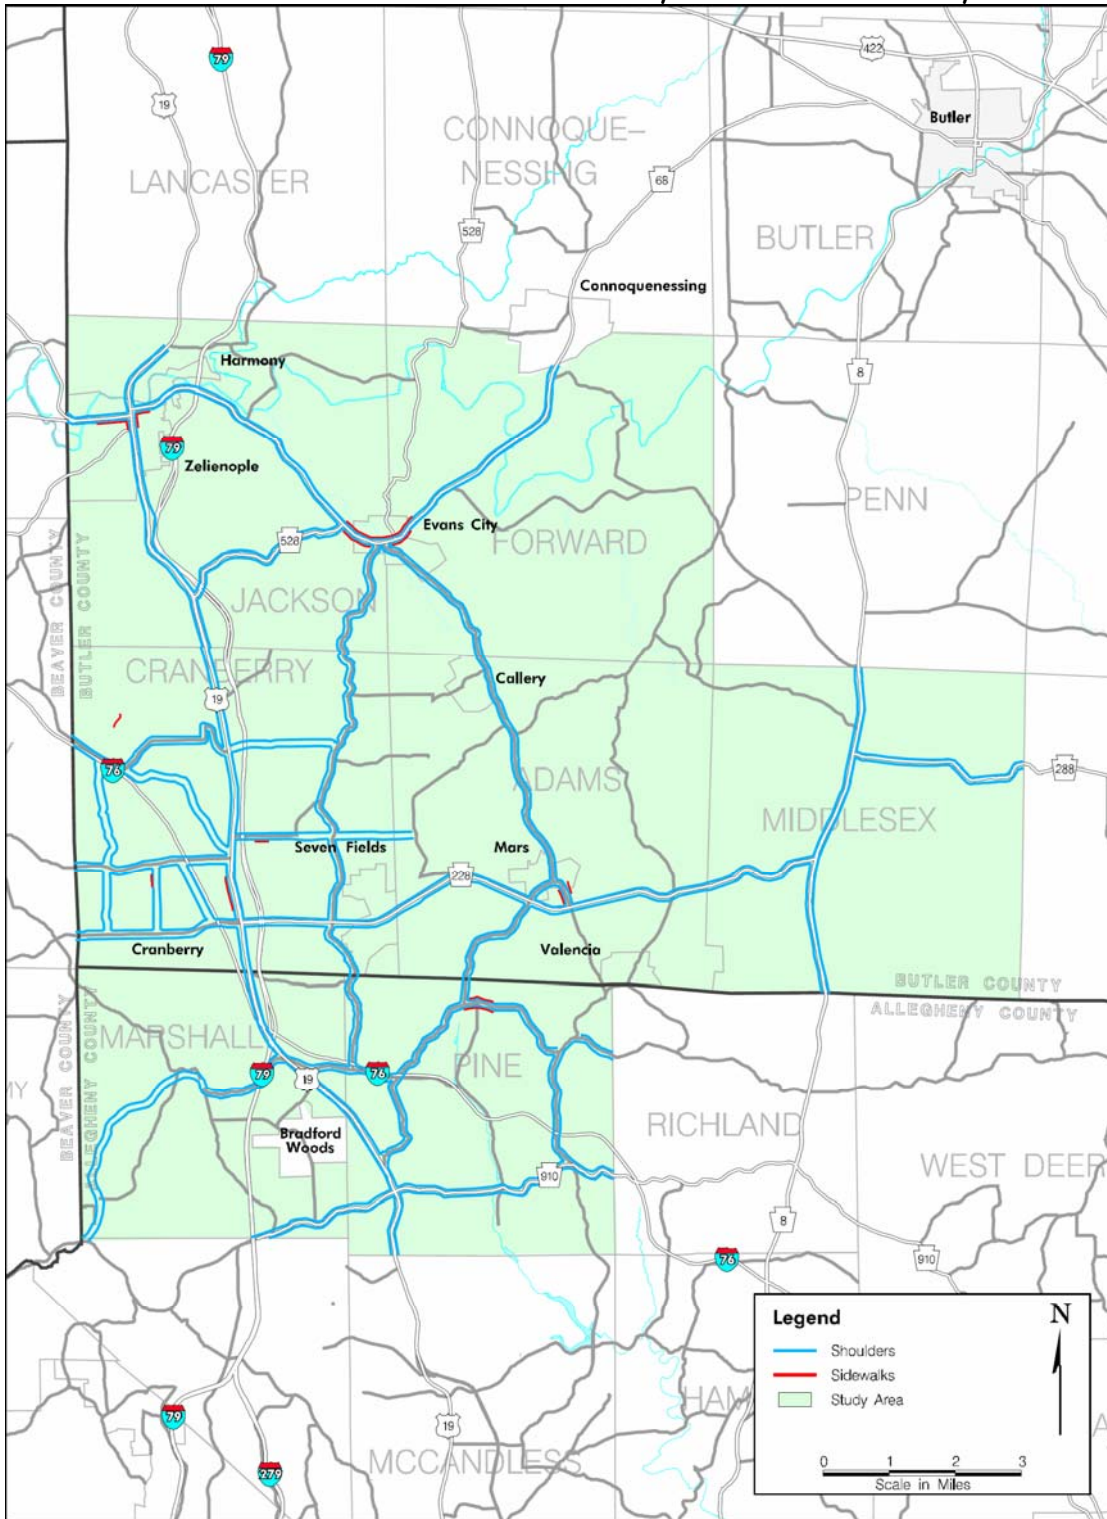 79
19
422
Butler
CONNOQUE–
NESSING
LANCASTER
68
528
BUTLER
Connoquenessing
Harmony
8
79
Zelienople
PENN
Evans City
528
FORWARD
JACKSON
BEAVER COUNTY
BUTLER COUNTY
CRANBERRY
Callery
19
76
288
ADAMS
MIDDLESEX
Seven Fields
Mars
228
Cranberry
Valencia
BUTLER COUNTY
ALLEGHENY COUNTY
BEAVER COUNTY
LEGHENY COUNTY
MARSHALL
79
19
76
PINE
MY
RICHLAND
Bradford
Woods
910
WEST DEER
8
76
910
Legend
N
Shoulders
Sidewalks
Study Area
HAM
79
19
279
MCCANDLESS
0 1 2 3
Scale in Miles